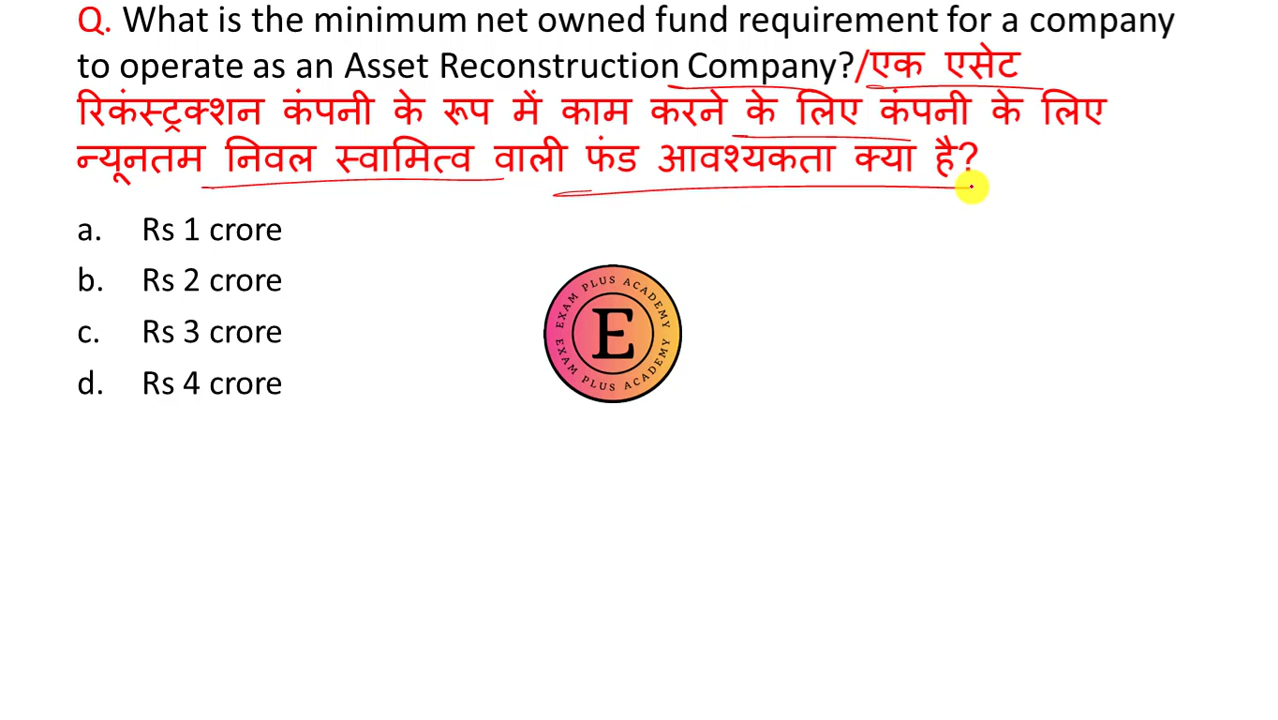 Q. What is the minimum net owned fund requirement for a company
to operate as an Asset Reconstruction Company?/एक एसेट
रिकंस्ट्रक्शन कंपनी के रूप में काम करने के लिए कंपनी के लिए
न्यूनतम निवल स्वामित्व वाली फंड आवश्यकता क्या है?
a. Rs 1 crore
b. Rs 2 crore
c. Rs 3 crore
d. Rs 4 crore
EXAM PLUS ACADEMY
E
EXAM PLUS ACADEMY